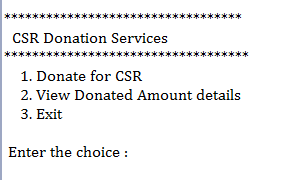 **********************************
CSR Donation Services
***********************************
1. Donate for CSR
2. View Donated Amount details
3. Exit
Enter the choice :